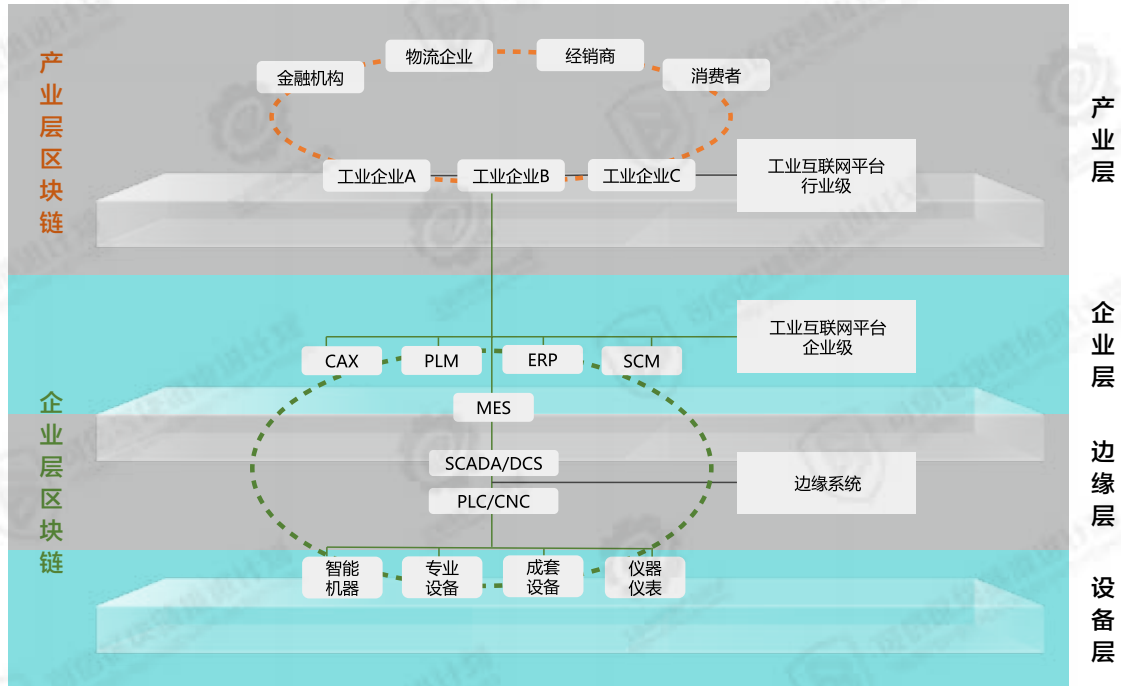 产业层区块链
金融机构
物流企业
经销商
消费者
工业企业A
工业企业B
工业企业C
工业互联网平台
行业级
产业层
企业层区块链
工业互联网平台
企业级
CAX
PLM
ERP
SCM
企业层
MES
SCADA/DCS
PLC/CNC
边缘系统
边缘层
智能
机器
专业
设备
成套
设备
仪器
仪表
设备层